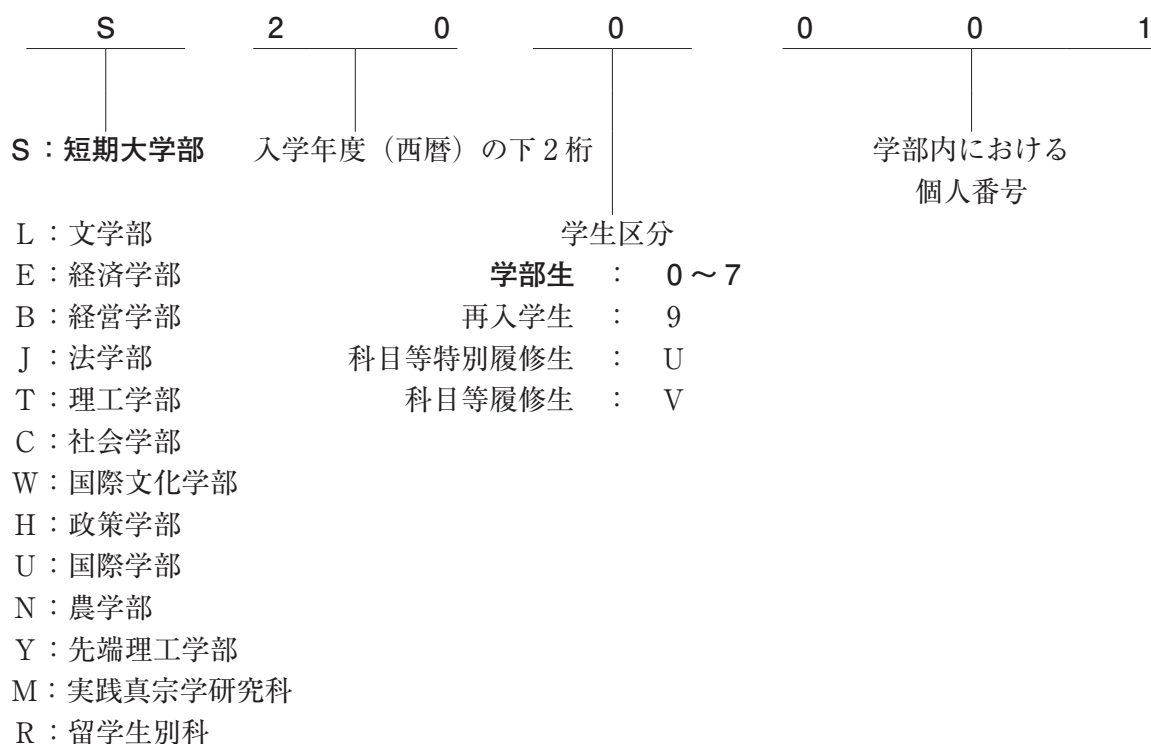 S 2 0 0 0 0 1
S：短期大学部 入学年度（西暦）の下2桁 学部内における
個人番号
L：文学部 学生区分
E：経済学部 学部生 ： 0～7
B：経営学部 再入学生 ： 9
J：法学部 科目等特別履修生 ： U
T：理工学部 科目等履修生 ： V
C：社会学部
W：国際文化学部
H：政策学部
U：国際学部
N：農学部
Y：先端理工学部
M：実践真宗学研究科
R：留学生別科